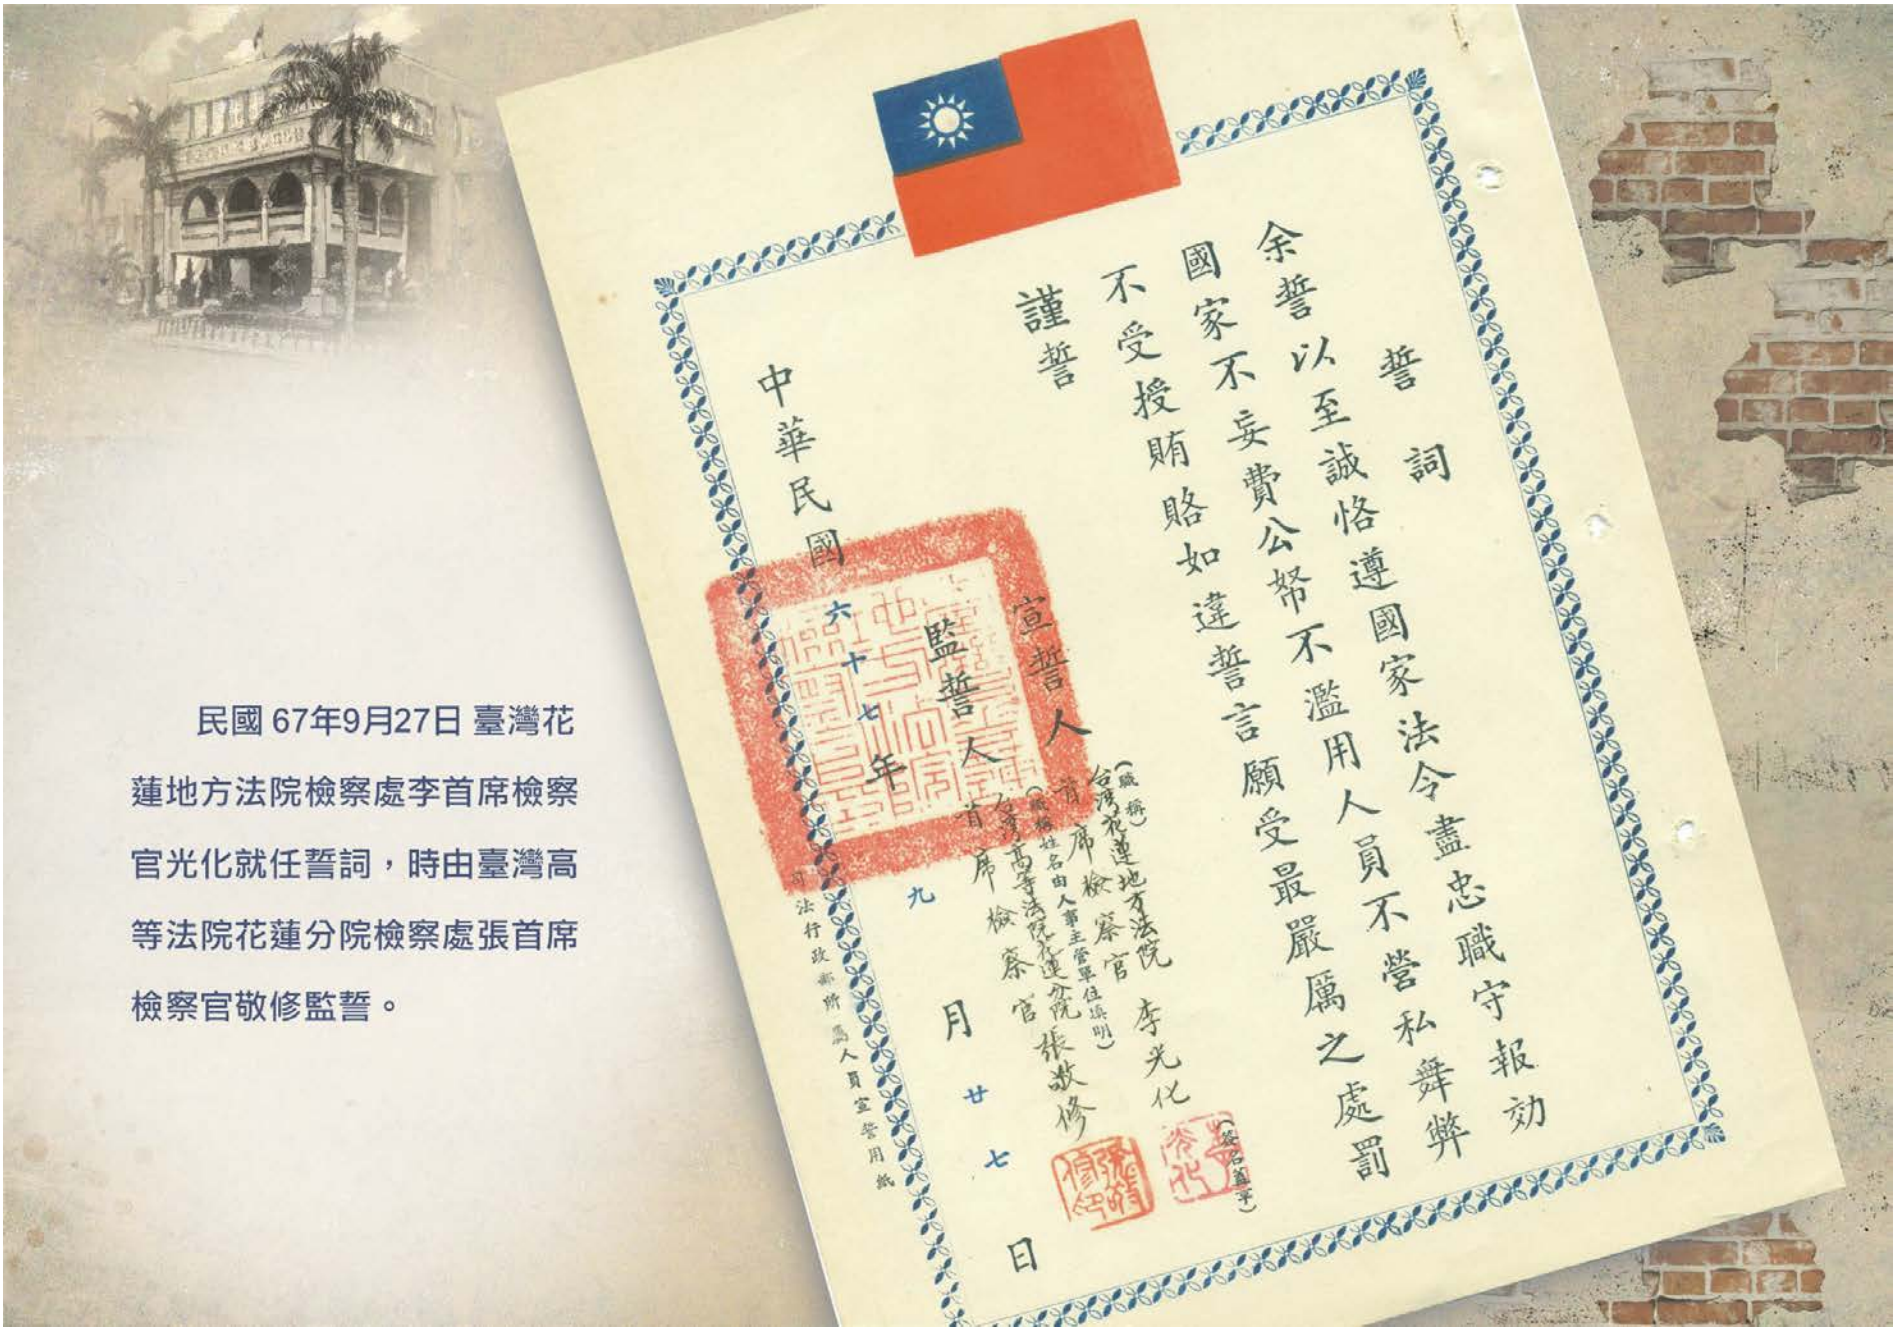 民國 67年9月27日 臺灣花
蓮地方法院檢察處李首席檢察
官光化就任誓詞，時由臺灣高
等法院花蓮分院檢察處張首席
檢察官敬修監誓。
誓詞
余誓以至誠恪遵國家法令盡忠職守報効
國家不妄費公帑不濫用人員不營私舞弊
不受授賄賂如違誓言願受最嚴厲之處罰
謹誓
宣誓人
(職稱)
台灣花蓮地方法院
首席檢察官
李光化
(簽名蓋章)
(職稱姓名由人事主管單位填明)
監誓人
台灣高等法院花蓮分院
首席檢察官
張敬修
張敬修印
中華民國六十七年九月廿七日
司法行政部所屬人員宣誓用紙